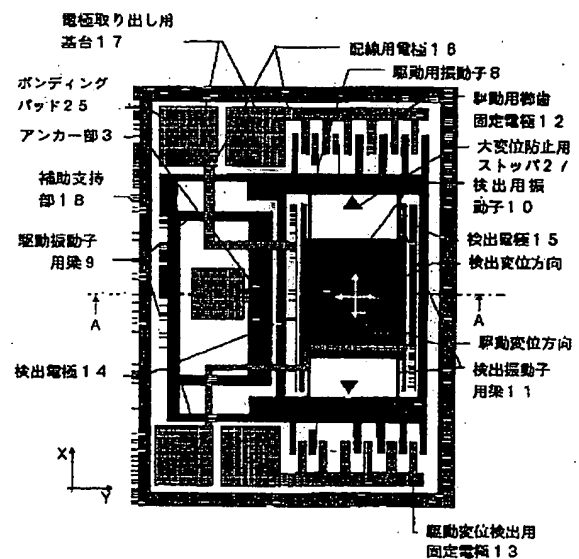 電極取り出し用
基台17
配線用電極16
駆動用振動子8
ボンディング
パッド25
駆動用櫛歯
固定電極12
アンカー部3
大変位防止用
ストッパ27
補助支持
部18
検出用振
動子10
駆動振動子
用梁9
検出電極15
検出変位方向
A
A
駆動変位方向
検出電極14
検出振動子
用梁11
X
Y
駆動変位検出用
固定電極13